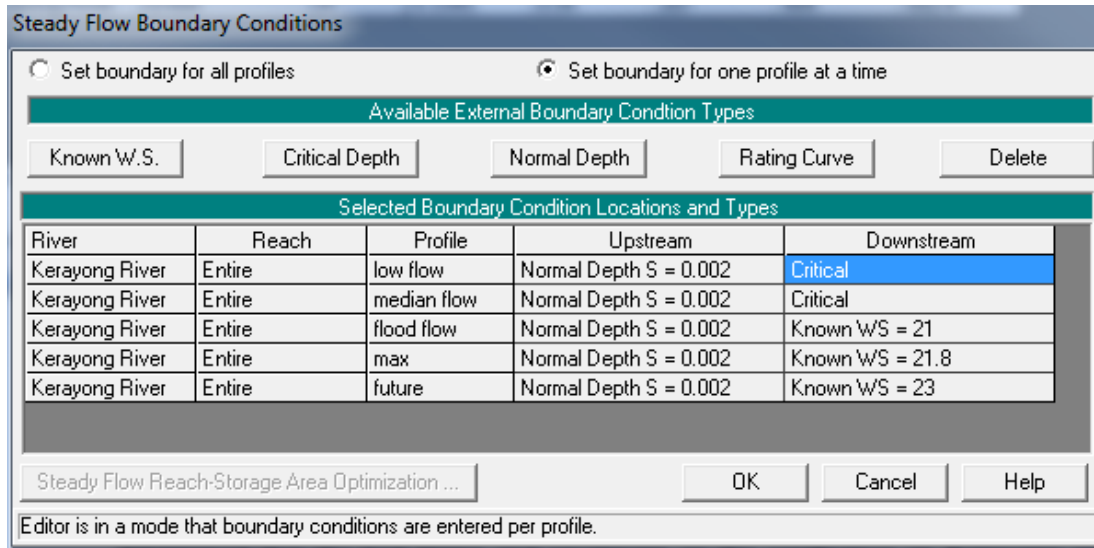 Steady Flow Boundary Conditions
Set boundary for all profiles Set boundary for one profile at a time
Available External Boundary Condtion Types
Known W.S. Critical Depth Normal Depth Rating Curve Delete
Selected Boundary Condition Locations and Types
River Reach Profile Upstream Downstream
Kerayong River Entire low flow Normal Depth S = 0.002 Critical
Kerayong River Entire median flow Normal Depth S = 0.002 Critical
Kerayong River Entire flood flow Normal Depth S = 0.002 Known WS = 21
Kerayong River Entire max Normal Depth S = 0.002 Known WS = 21.8
Kerayong River Entire future Normal Depth S = 0.002 Known WS = 23
Steady Flow Reach-Storage Area Optimization ... OK Cancel Help
Editor is in a mode that boundary conditions are entered per profile.